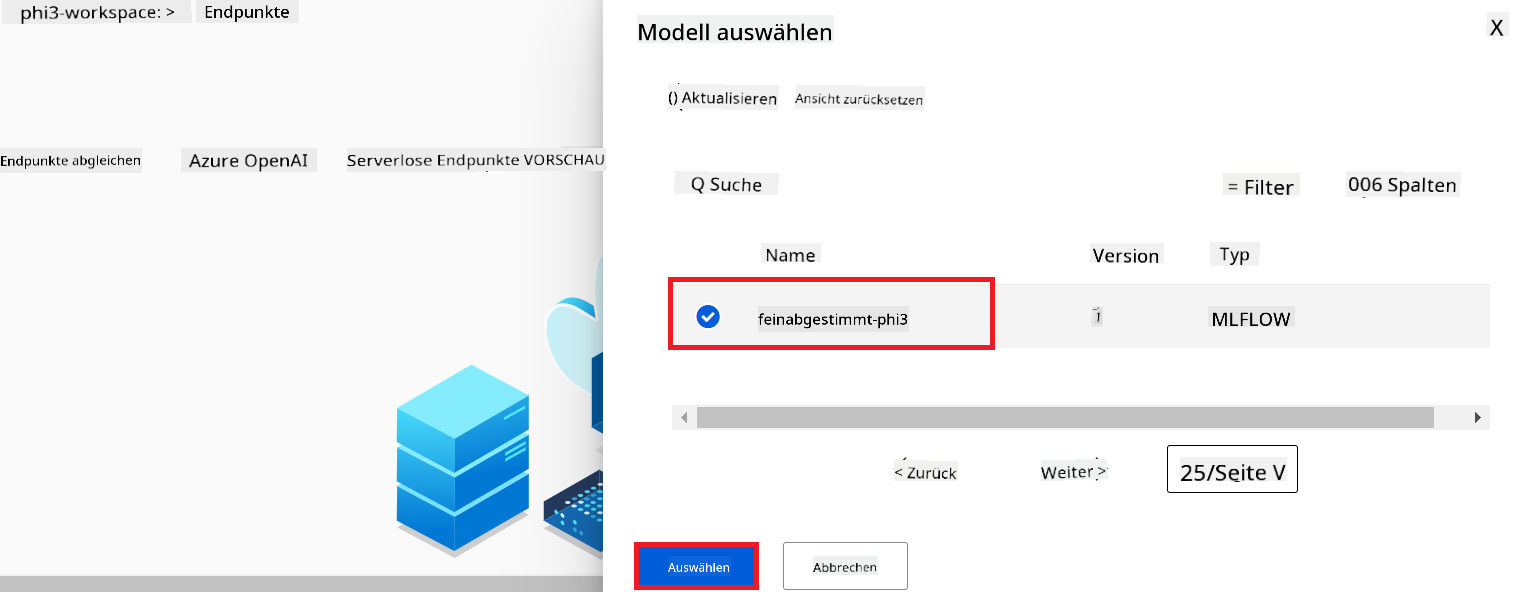 phi3-workspace: > Endpunkte
Endpunkte abgleichen Azure OpenAI Serverlose Endpunkte VORSCHAU
Modell auswählen X
() Aktualisieren Ansicht zurücksetzen
Q Suche = Filter 006 Spalten
Name Version Typ
feinabgestimmt-phi3 1 MLFLOW
< Zurück Weiter > 25/Seite V
Auswählen Abbrechen